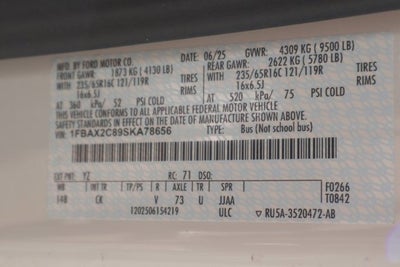 MFD. BY FORD MOTOR CO.
DATE: 06/25 GVWR: 4309 KG ( 9500 LB)
FRONT GAWR: 1873 KG ( 4130 LB) REAR GAWR: 2622 KG ( 5780 LB)
WITH 235/65R16C 121/119R TIRES WITH 235/65R16C 121/119R TIRES
16x6.5J RIMS 16x6.5J RIMS
AT 360 kPa/ 52 PSI COLD AT 520 kPa/ 75 PSI COLD
THIS VEHICLE CONFORMS TO ALL APPLICABLE FEDERAL MOTOR VEHICLE
SAFETY STANDARDS IN EFFECT ON THE DATE OF MANUFACTURE SHOWN ABOVE.
VIN: 1FBAX2C89SKA78656 TYPE: Bus (Not school bus)
EXT PNT: YZ RC: 71 DSO:
WB INT TR TP/PS R AXLE TR SPR F0266
148 CK V 73 U JJAA T0842
1202506154219 ULC RU5A-3520472-AB